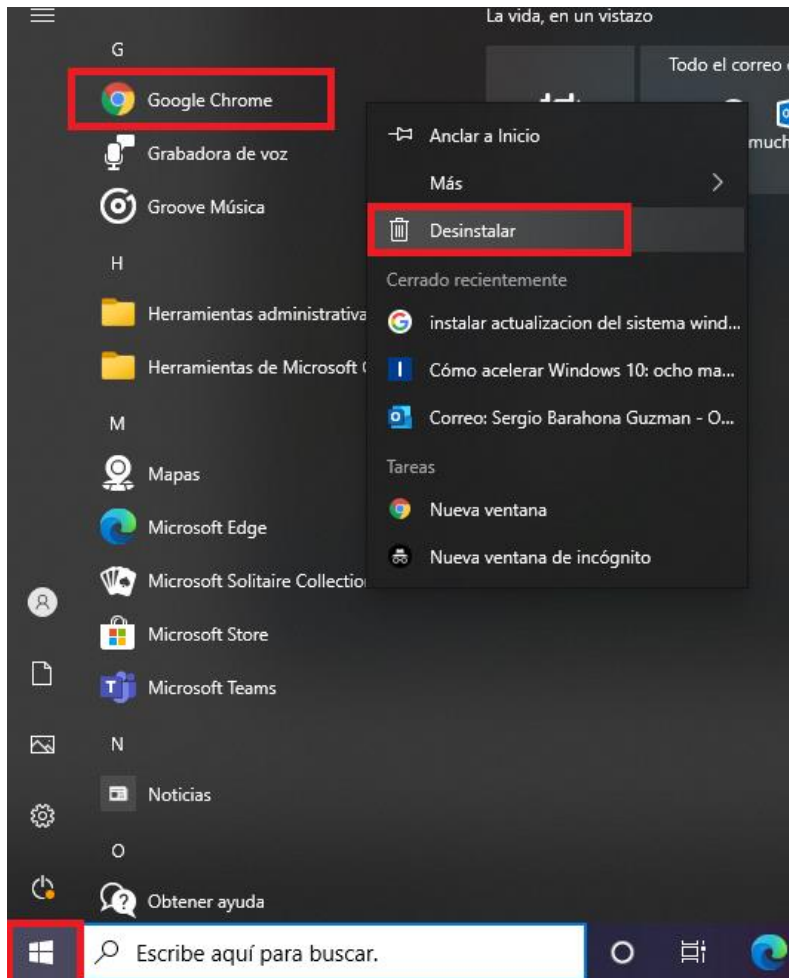 La vida, en un vistazo
G
Todo el correo
Google Chrome
Anclar a Inicio
Grabadora de voz
Más
Groove Música
Desinstalar
H
Cerrado recientemente
Herramientas administrativa
instalar actualizacion del sistema wind...
Herramientas de Microsoft
Cómo acelerar Windows 10: ocho ma...
M
Correo: Sergio Barahona Guzman - O...
Mapas
Tareas
Microsoft Edge
Nueva ventana
Nueva ventana de incógnito
Microsoft Solitaire Collectio
Microsoft Store
Microsoft Teams
N
Noticias
O
Obtener ayuda
Escribe aquí para buscar.